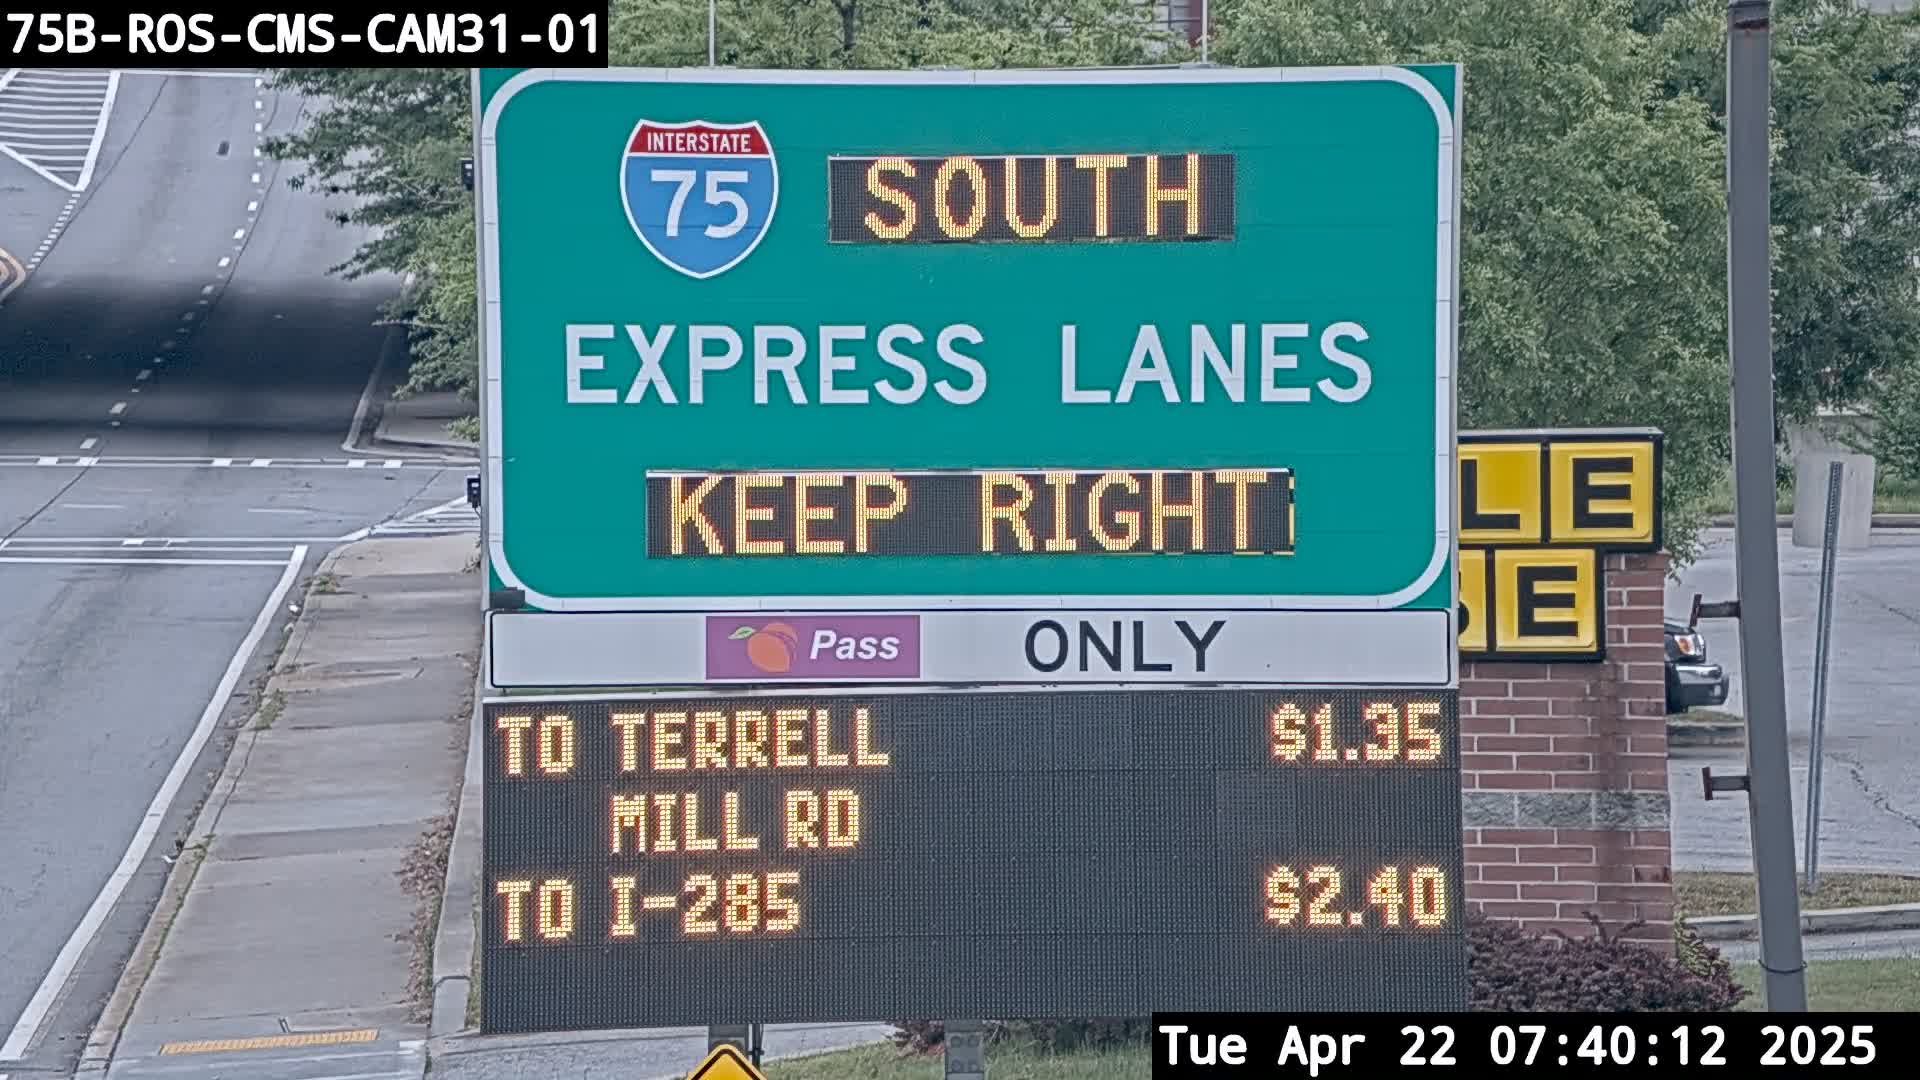 75B-ROS-CMS-CAM31-01
INTERSTATE
75
SOUTH
EXPRESS LANES
KEEP RIGHT
Pass ONLY
LE
E
TO TERRELL $1.35
MILL RD
TO I-285 $2.40
Tue Apr 22 07:40:12 2025